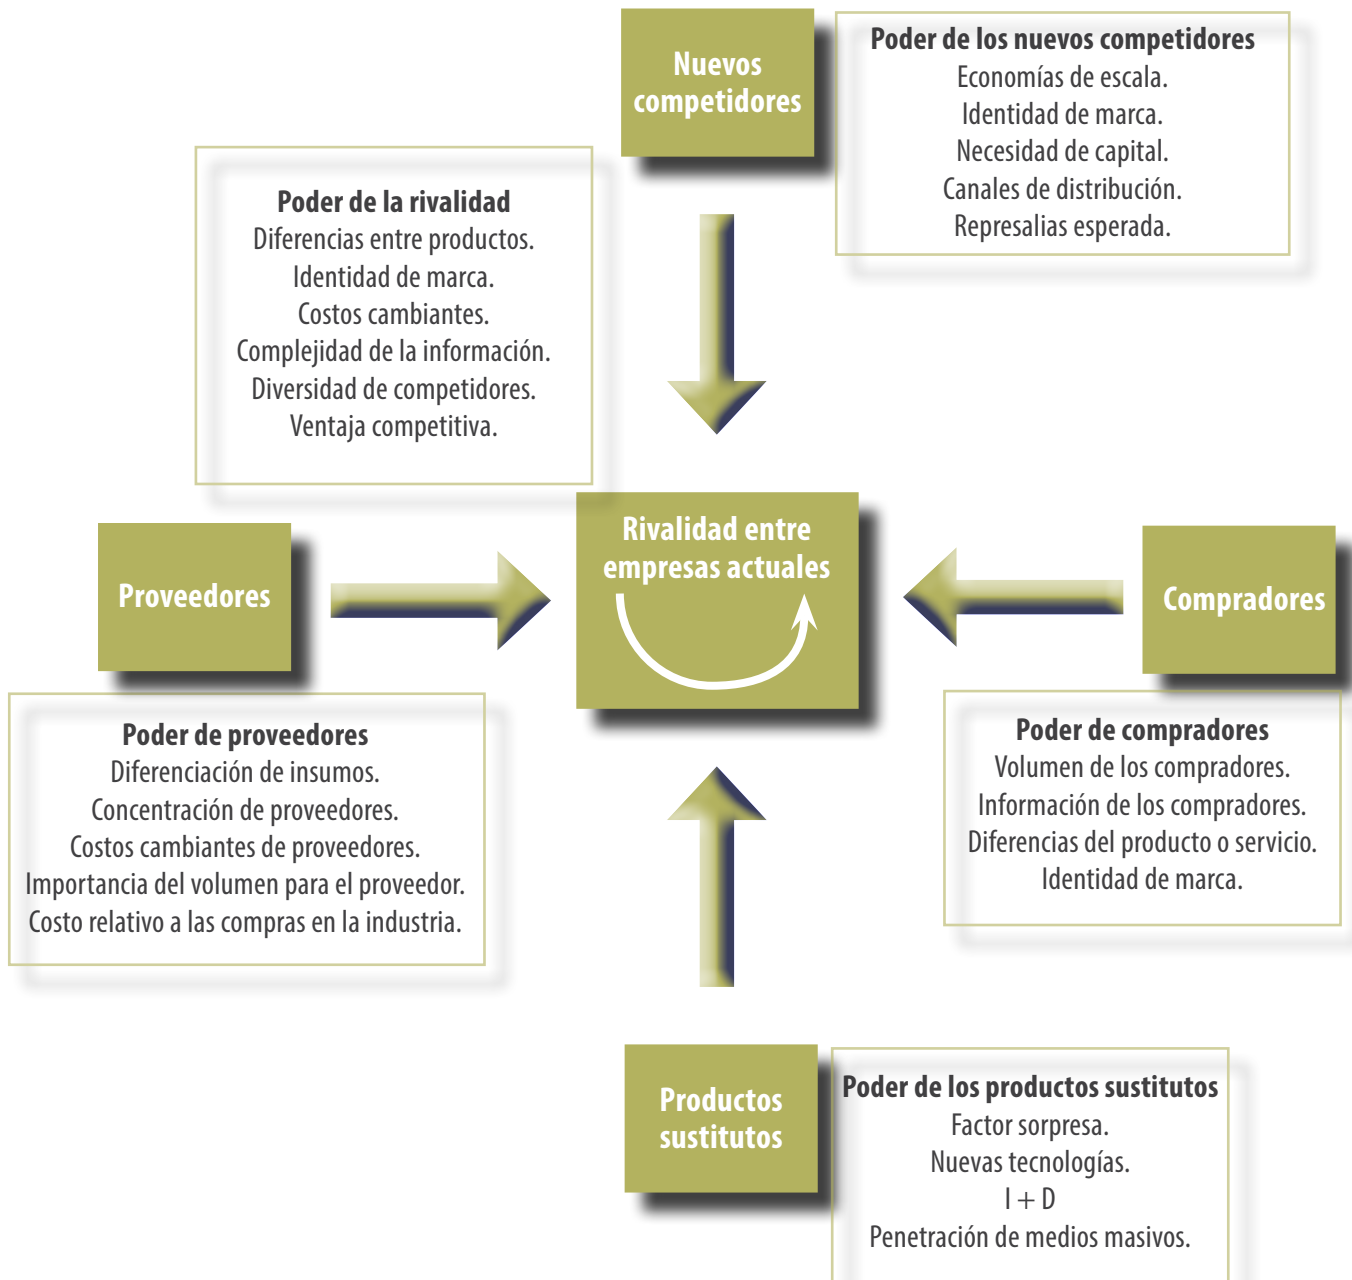 Nuevos
competidores
Poder de los nuevos competidores
Economías de escala.
Identidad de marca.
Necesidad de capital.
Canales de distribución.
Represalias esperada.
Poder de la rivalidad
Diferencias entre productos.
Identidad de marca.
Costos cambiantes.
Complejidad de la información.
Diversidad de competidores.
Ventaja competitiva.
Rivalidad entre
empresas actuales
Proveedores
Compradores
Poder de proveedores
Diferenciación de insumos.
Concentración de proveedores.
Costos cambiantes de proveedores.
Importancia del volumen para el proveedor.
Costo relativo a las compras en la industria.
Poder de compradores
Volumen de los compradores.
Información de los compradores.
Diferencias del producto o servicio.
Identidad de marca.
Productos
sustitutos
Poder de los productos sustitutos
Factor sorpresa.
Nuevas tecnologías.
I + D
Penetración de medios masivos.